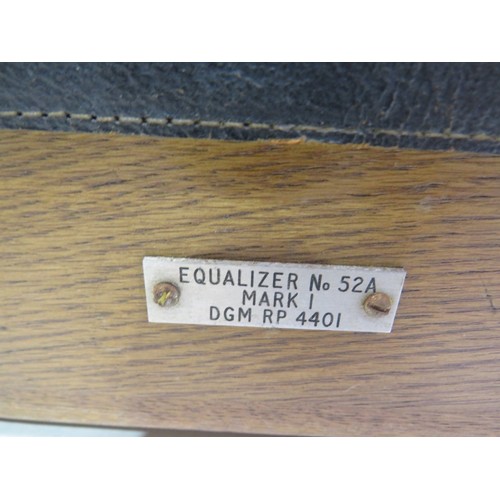 EQUALIZER No 52A
MARK I
DGM RP 4401